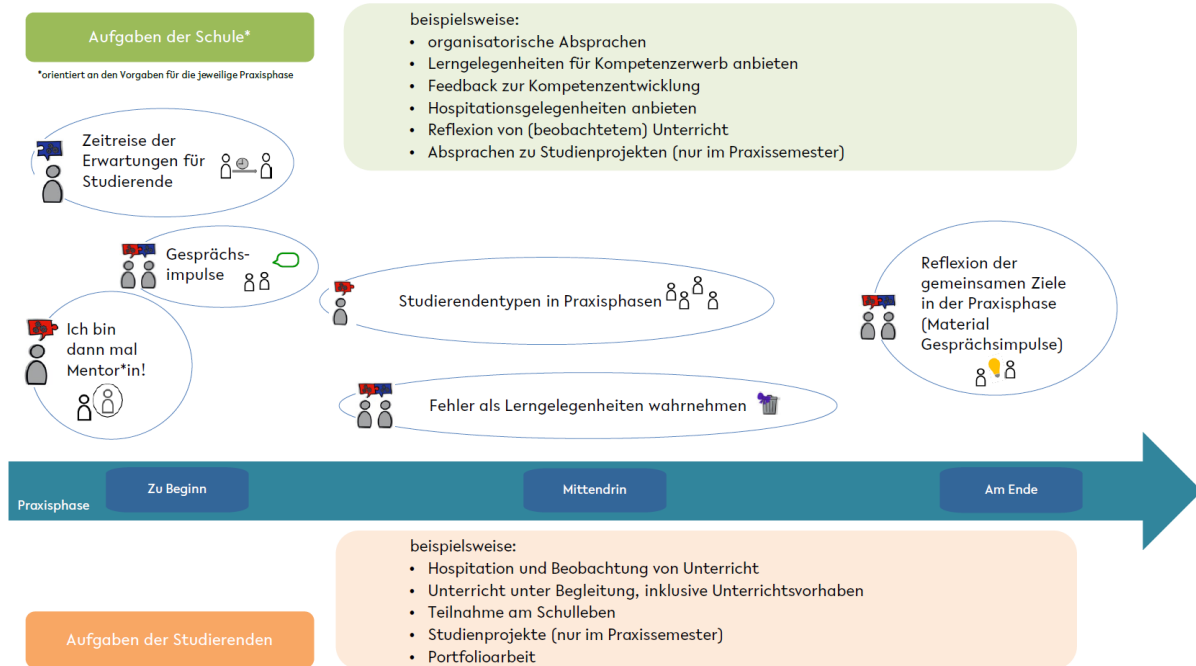 Aufgaben der Schule*
*orientiert an den Vorgaben für die jeweilige Praxisphase
beispielsweise:
• organisatorische Absprachen
• Lerngelegenheiten für Kompetenzerwerb anbieten
• Feedback zur Kompetenzentwicklung
• Hospitationsgelegenheiten anbieten
• Reflexion von (beobachtetem) Unterricht
• Absprachen zu Studienprojekten (nur im Praxissemester)
Zeitreise der
Erwartungen für
Studierende
Gesprächs-
impulse
Ich bin
dann mal
Mentor*in!
Studierendentypen in Praxisphasen
Fehler als Lerngelegenheiten wahrnehmen
Reflexion der
gemeinsamen Ziele
in der Praxisphase
(Material
Gesprächsimpulse)
Praxisphase
Zu Beginn
Mittendrin
Am Ende
Aufgaben der Studierenden
beispielsweise:
• Hospitation und Beobachtung von Unterricht
• Unterricht unter Begleitung, inklusive Unterrichtsvorhaben
• Teilnahme am Schulleben
• Studienprojekte (nur im Praxissemester)
• Portfolioarbeit